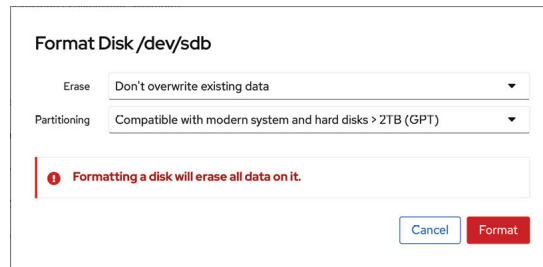 Format Disk /dev/sdb
Erase Don't overwrite existing data
Partitioning Compatible with modern system and hard disks > 2TB (GPT)
Formatting a disk will erase all data on it.
Cancel Format